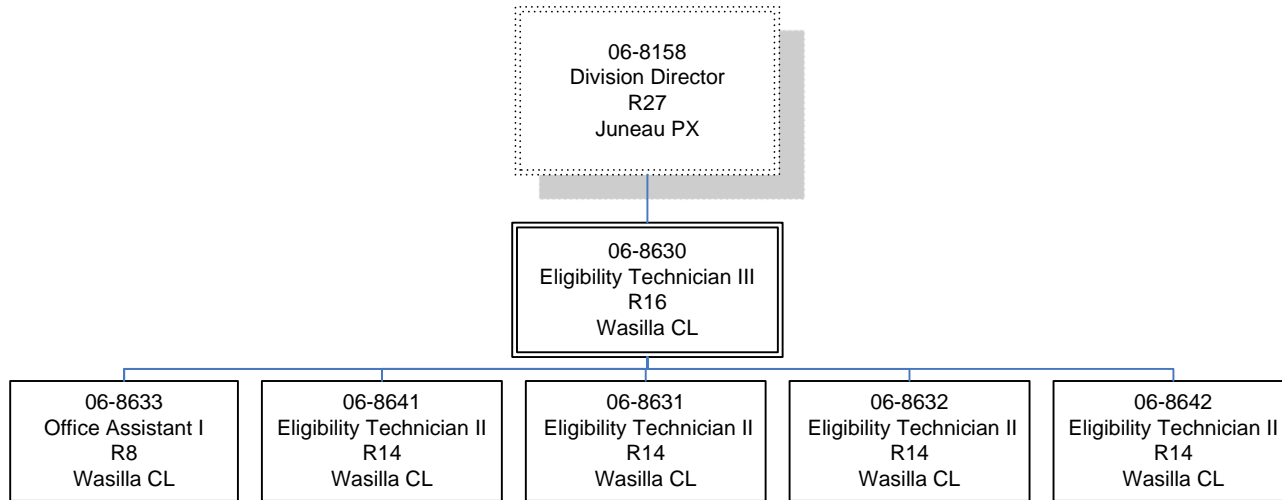 06-8158
Division Director
R27
Juneau PX
06-8630
Eligibility Technician III
R16
Wasilla CL
06-8633
Office Assistant I
R8
Wasilla CL
06-8641
Eligibility Technician II
R14
Wasilla CL
06-8631
Eligibility Technician II
R14
Wasilla CL
06-8632
Eligibility Technician II
R14
Wasilla CL
06-8642
Eligibility Technician II
R14
Wasilla CL